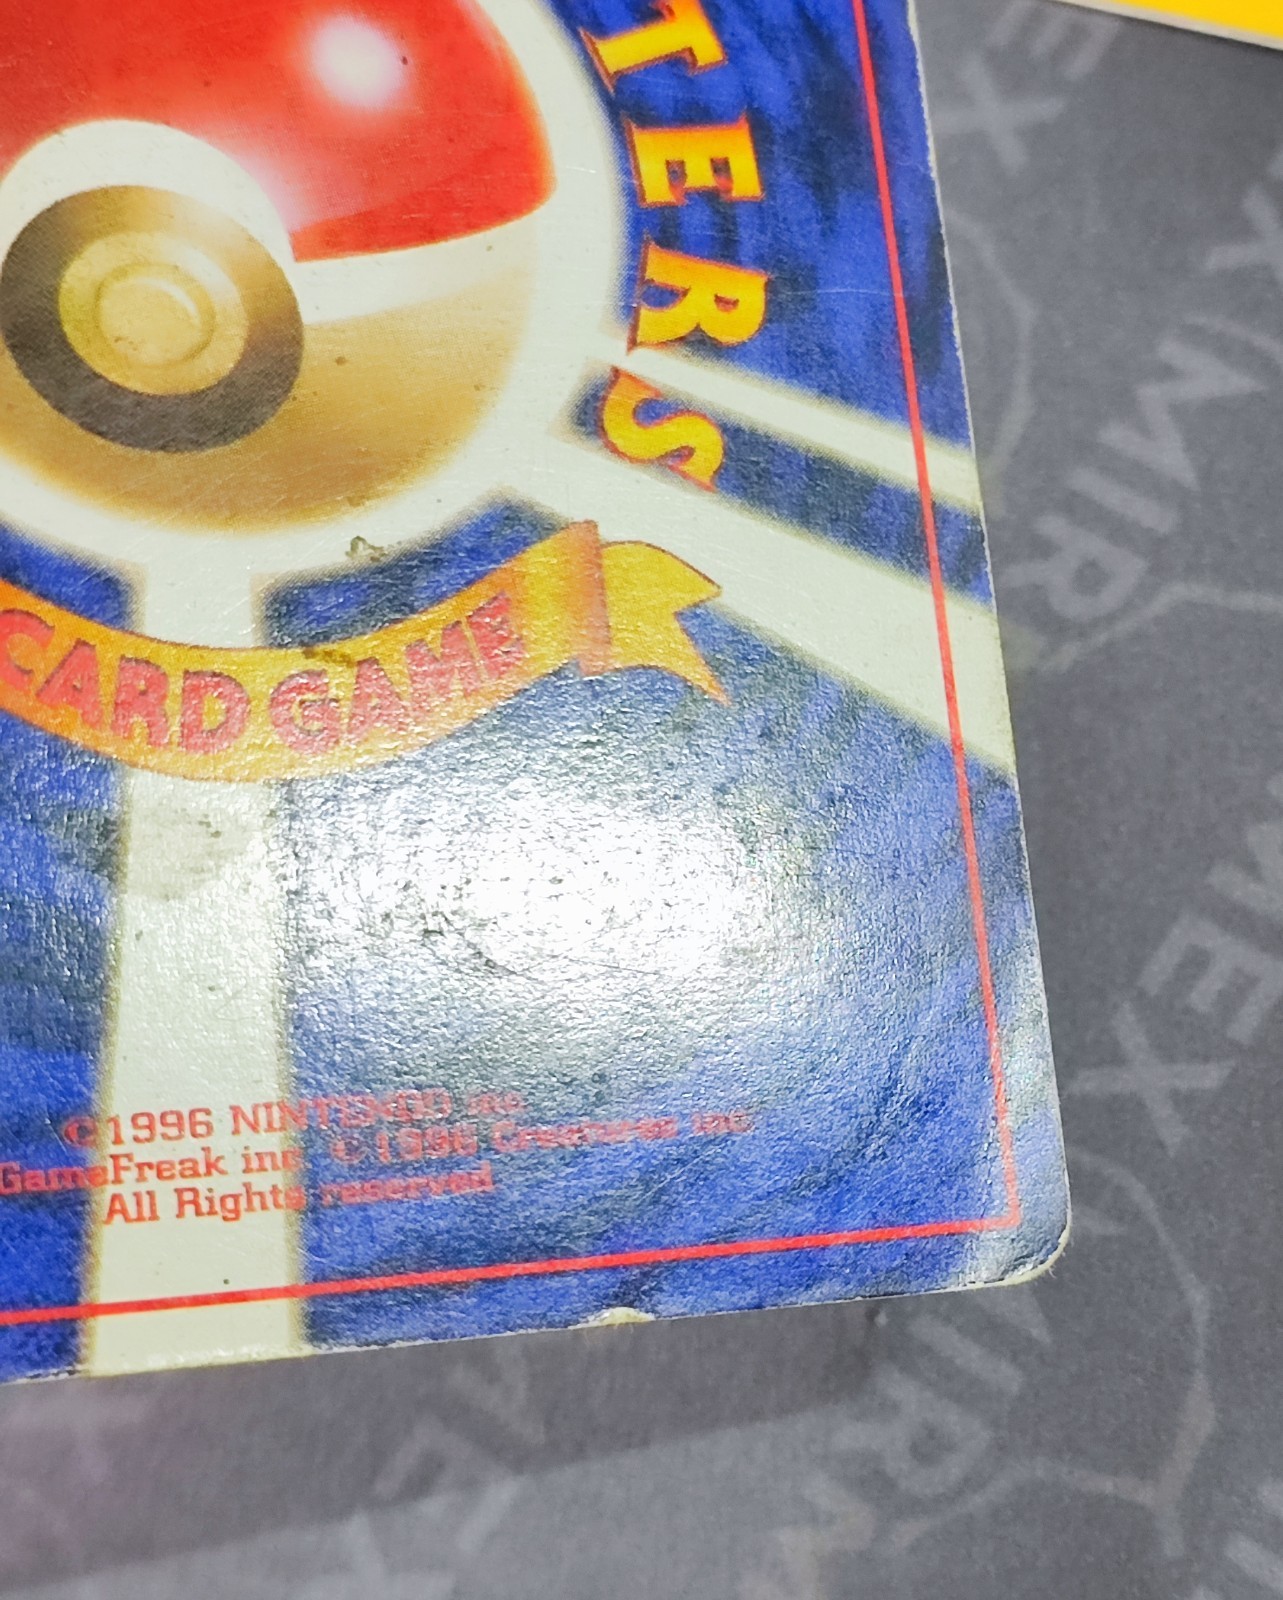 TERS
CARD GAME
©1996 NINTENDO inc.
GameFreak inc. ©1996 Creatures inc.
All Rights reserved